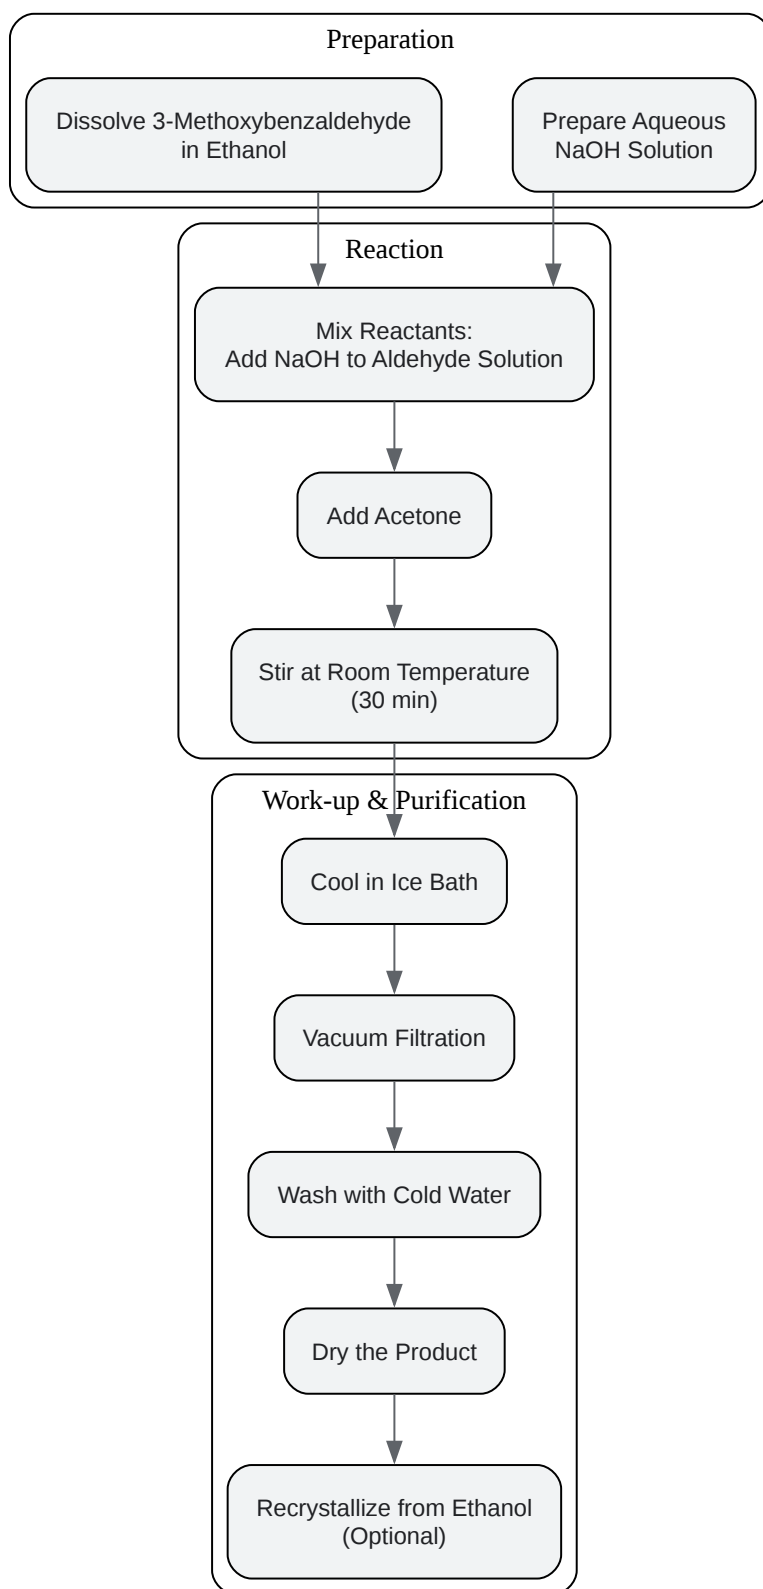 Preparation
Dissolve 3-Methoxybenzaldehyde
in Ethanol
Prepare Aqueous
NaOH Solution
Reaction
Mix Reactants:
Add NaOH to Aldehyde Solution
Add Acetone
Stir at Room Temperature
(30 min)
Work-up & Purification
Cool in Ice Bath
Vacuum Filtration
Wash with Cold Water
Dry the Product
Recrystallize from Ethanol
(Optional)